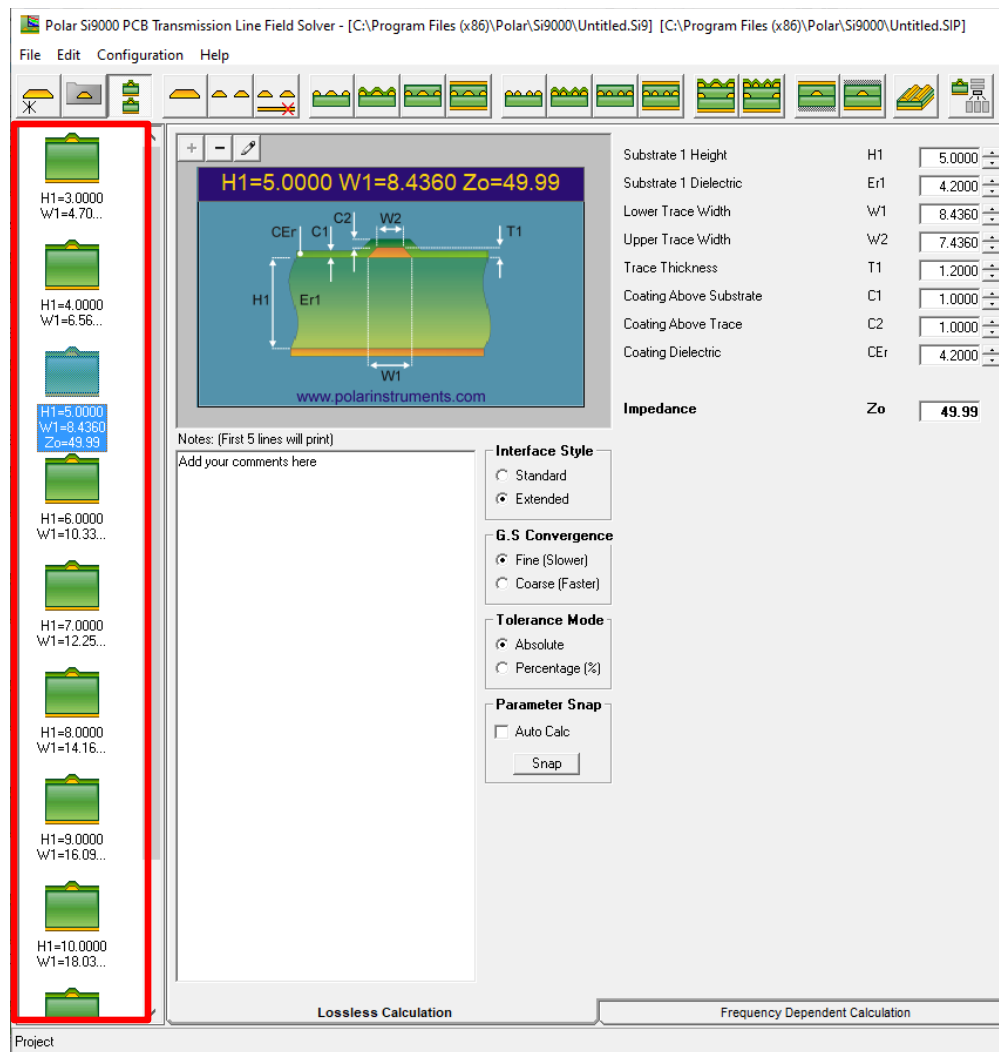 Polar Si9000 PCB Transmission Line Field Solver - [C:\Program Files (x86)\Polar\Si9000\Untitled.Si9] [C:\Program Files (x86)\Polar\Si9000\Untitled.SIP]
File Edit Configuration Help
H1=3.0000
W1=4.70...
H1=4.0000
W1=6.56...
H1=5.0000
W1=8.4360
Zo=49.99
H1=6.0000
W1=10.33...
H1=7.0000
W1=12.25...
H1=8.0000
W1=14.16...
H1=9.0000
W1=16.09...
H1=10.0000
W1=18.03...
H1=5.0000 W1=8.4360 Zo=49.99
C2 W2
CEr C1 T1
H1 Er1
W1
www.polarinstruments.com
Notes: (First 5 lines will print)
Add your comments here
Interface Style
Standard
Extended
G.S Convergence
Fine (Slower)
Coarse (Faster)
Tolerance Mode
Absolute
Percentage (%)
Parameter Snap
Auto Calc
Snap
Substrate 1 Height H1 5.0000
Substrate 1 Dielectric Er1 4.2000
Lower Trace Width W1 8.4360
Upper Trace Width W2 7.4360
Trace Thickness T1 1.2000
Coating Above Substrate C1 1.0000
Coating Above Trace C2 1.0000
Coating Dielectric CEr 4.2000
Impedance Zo 49.99
Lossless Calculation Frequency Dependent Calculation
Project